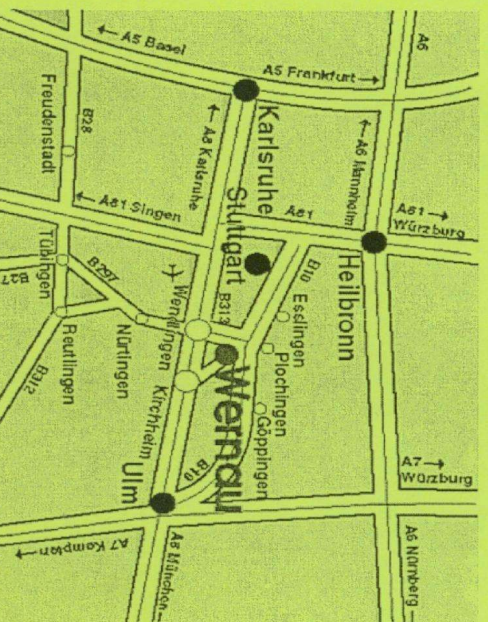 A5 Basel
A5 Frankfurt
A6
Karlsruhe
Freudenstadt
B28
A8 Karlsruhe
A6 Mannheim
A81 Singen
A81
A81
Würzburg
Stuttgart
Heilbronn
Tübingen
B27
B297
B10
B313
Esslingen
Wendlingen
Plochingen
Nürtingen
Reutlingen
B312
Kirchheim
Wernau
Göppingen
Ulm
B10
A7
Würzburg
A7 Kempten
A8 München
A6 Nürnberg